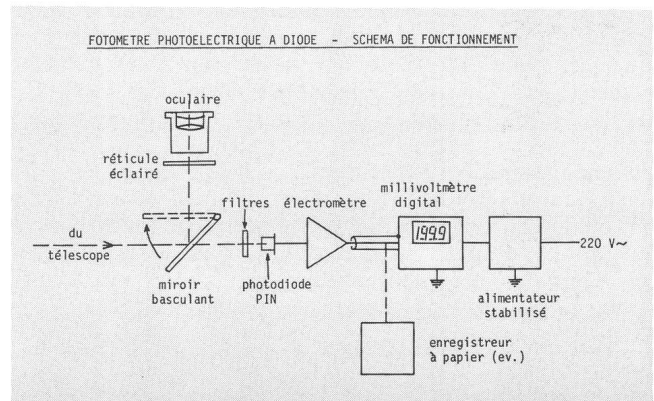 FOTOMETRE PHOTOELECTRIQUE A DIODE - SCHEMA DE FONCTIONNEMENT
oculaire
réticule
éclairé
filtres
électromètre
millivoltmètre
digital
199.9
du
télescope
miroir
basculant
photodiode
PIN
220 V~
alimentateur
stabilisé
enregistreur
à papier (ev.)